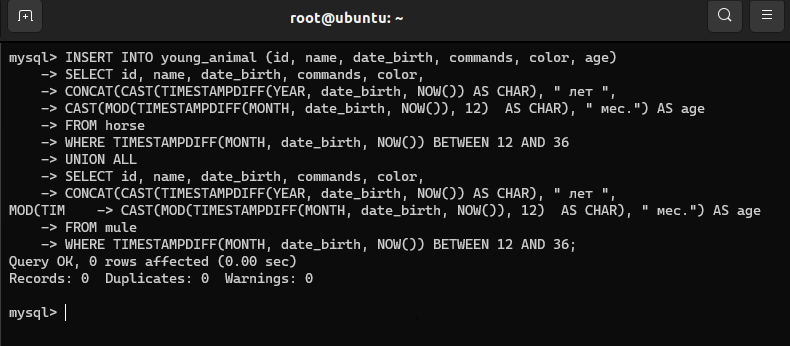 root@ubuntu: ~
mysql> INSERT INTO young_animal (id, name, date_birth, commands, color, age)
    -> SELECT id, name, date_birth, commands, color,
    -> CONCAT(CAST(TIMESTAMPDIFF(YEAR, date_birth, NOW()) AS CHAR), " лет ",
    -> CAST(MOD(TIMESTAMPDIFF(MONTH, date_birth, NOW()), 12)  AS CHAR), " мес.") AS age
    -> FROM horse
    -> WHERE TIMESTAMPDIFF(MONTH, date_birth, NOW()) BETWEEN 12 AND 36
    -> UNION ALL
    -> SELECT id, name, date_birth, commands, color,
    -> CONCAT(CAST(TIMESTAMPDIFF(YEAR, date_birth, NOW()) AS CHAR), " лет ",
MOD(TIM    -> CAST(MOD(TIMESTAMPDIFF(MONTH, date_birth, NOW()), 12)  AS CHAR), " мес.") AS age
    -> FROM mule
    -> WHERE TIMESTAMPDIFF(MONTH, date_birth, NOW()) BETWEEN 12 AND 36;
Query OK, 0 rows affected (0.00 sec)
Records: 0  Duplicates: 0  Warnings: 0
mysql>